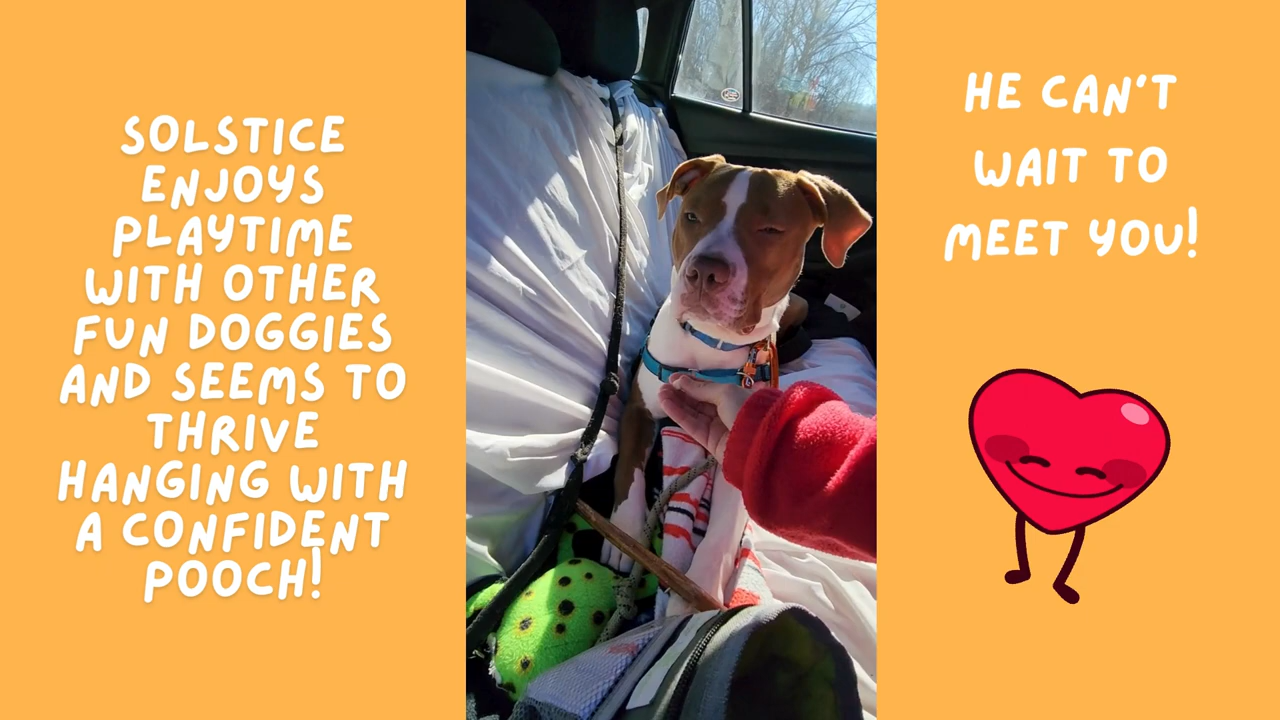 SOLSTICE
ENJOYS
PLAYTIME
WITH OTHER
FUN DOGGIES
AND SEEMS TO
THRIVE
HANGING WITH
A CONFIDENT
POOCH!
HE CAN'T
WAIT TO
MEET YOU!